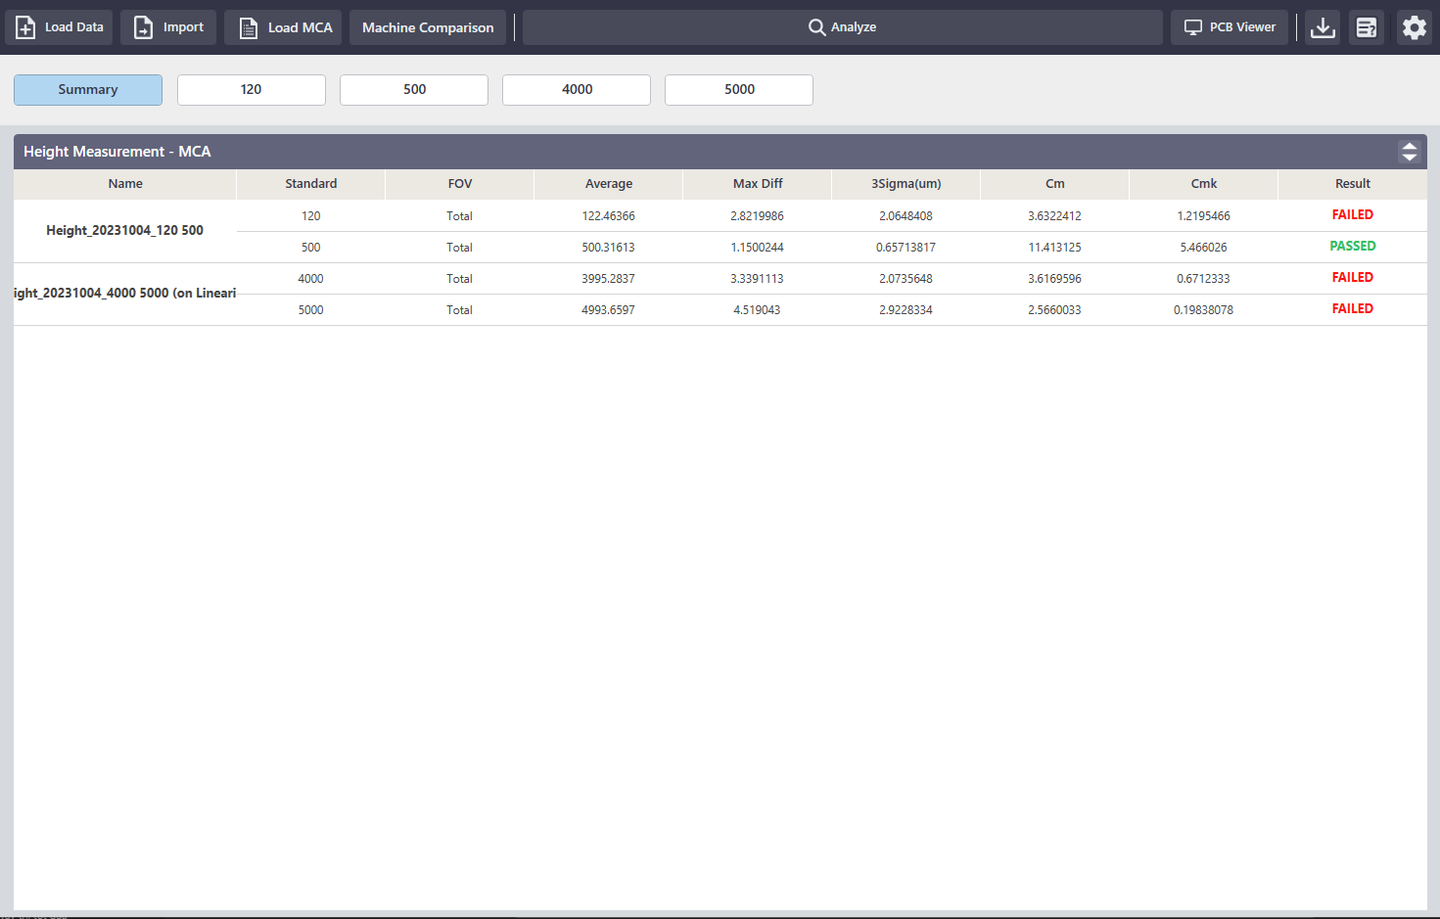 Load Data Import Load MCA Machine Comparison Analyze PCB Viewer
Summary 120 500 4000 5000
Height Measurement - MCA
Name Standard FOV Average Max Diff 3Sigma(um) Cm Cmk Result
Height_20231004_120 500
120 Total 122.46366 2.8219986 2.0648408 3.6322412 1.2195466 FAILED
500 Total 500.31613 1.1500244 0.65713817 11.413125 5.466026 PASSED
ight_20231004_4000 5000 (on Lineari
4000 Total 3995.2837 3.3391113 2.0735648 3.6169596 0.6712333 FAILED
5000 Total 4993.6597 4.519043 2.9228334 2.5660033 0.19838078 FAILED